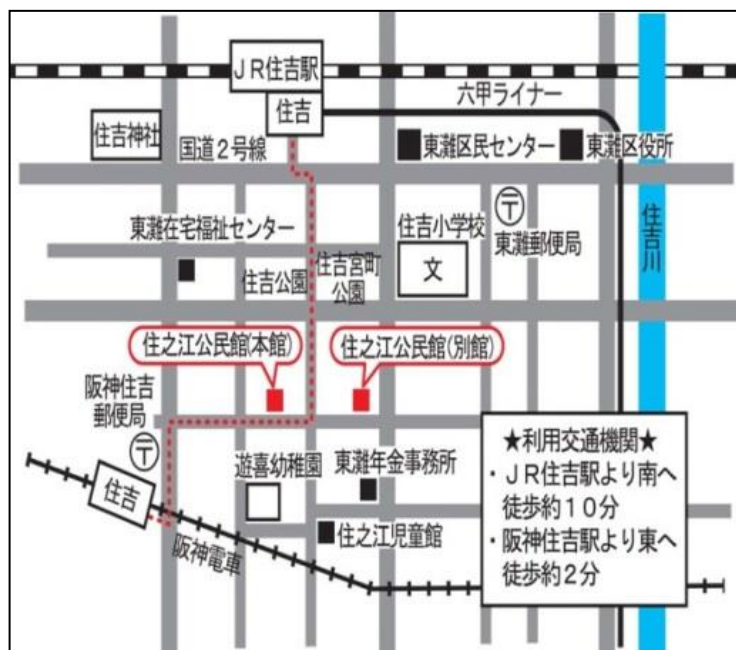 JR住吉駅
住吉
六甲ライナー
住吉神社
国道2号線
東灘区民センター
東灘区役所
東灘在宅福祉センター
住吉小学校
文
〒
東灘郵便局
住吉川
住吉公園
住吉宮町
公園
住之江公民館(本館)
住之江公民館(別館)
阪神住吉
郵便局
〒
遊喜幼稚園
東灘年金事務所
住吉
阪神電車
住之江児童館
★利用交通機関★
・JR住吉駅より南へ
徒歩約10分
・阪神住吉駅より東へ
徒歩約2分